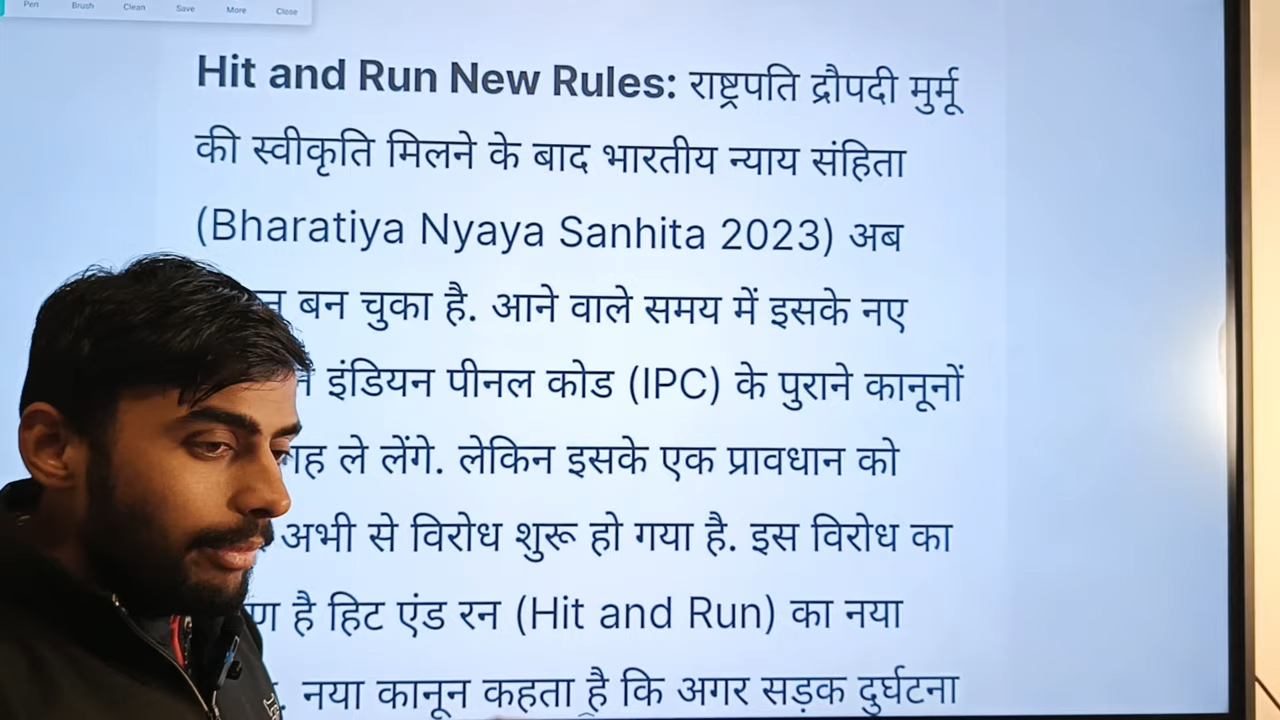 Pen Brush Clean Save More Close
Hit and Run New Rules: राष्ट्रपति द्रौपदी मुर्मू
की स्वीकृति मिलने के बाद भारतीय न्याय संहिता
(Bharatiya Nyaya Sanhita 2023) अब
बन चुका है. आने वाले समय में इसके नए
इंडियन पीनल कोड (IPC) के पुराने कानूनों
ले लेंगे. लेकिन इसके एक प्रावधान को
अभी से विरोध शुरू हो गया है. इस विरोध का
है हिट एंड रन (Hit and Run) का नया
नया कानून कहता है कि अगर सड़क दुर्घटना